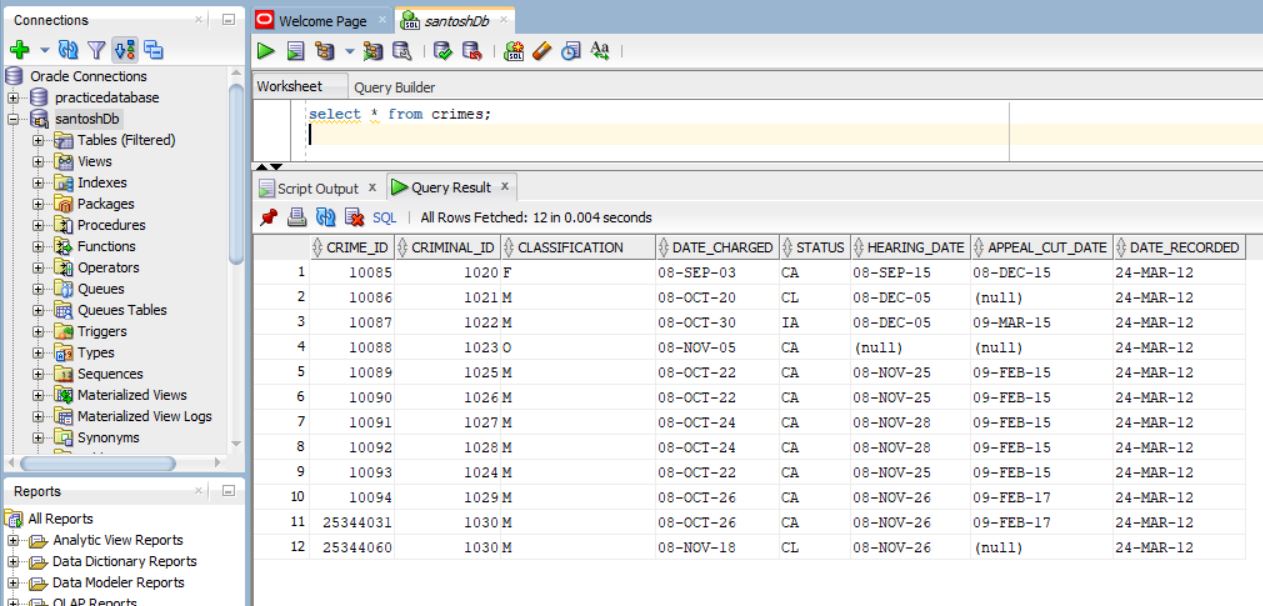 Connections
Oracle Connections
practicedatabase
santoshDb
Tables (Filtered)
Views
Indexes
Packages
Procedures
Functions
Operators
Queues
Queues Tables
Triggers
Types
Sequences
Materialized Views
Materialized View Logs
Synonyms
Reports
All Reports
Analytic View Reports
Data Dictionary Reports
Data Modeler Reports
OLAP Reports
Welcome Page santoshDb
Worksheet Query Builder
select * from crimes;
Script Output x Query Result x
SQL | All Rows Fetched: 12 in 0.004 seconds
CRIME_ID CRIMINAL_ID CLASSIFICATION DATE_CHARGED STATUS HEARING_DATE APPEAL_CUT_DATE DATE_RECORDED
1 10085 1020 F 08-SEP-03 CA 08-SEP-15 08-DEC-15 24-MAR-12
2 10086 1021 M 08-OCT-20 CL 08-DEC-05 (null) 24-MAR-12
3 10087 1022 M 08-OCT-30 IA 08-DEC-05 09-MAR-15 24-MAR-12
4 10088 1023 O 08-NOV-05 CA (null) (null) 24-MAR-12
5 10089 1025 M 08-OCT-22 CA 08-NOV-25 09-FEB-15 24-MAR-12
6 10090 1026 M 08-OCT-22 CA 08-NOV-25 09-FEB-15 24-MAR-12
7 10091 1027 M 08-OCT-24 CA 08-NOV-28 09-FEB-15 24-MAR-12
8 10092 1028 M 08-OCT-24 CA 08-NOV-28 09-FEB-15 24-MAR-12
9 10093 1024 M 08-OCT-22 CA 08-NOV-25 09-FEB-15 24-MAR-12
10 10094 1029 M 08-OCT-26 CA 08-NOV-26 09-FEB-17 24-MAR-12
11 25344031 1030 M 08-OCT-26 CA 08-NOV-26 09-FEB-17 24-MAR-12
12 25344060 1030 M 08-NOV-18 CL 08-NOV-26 (null) 24-MAR-12